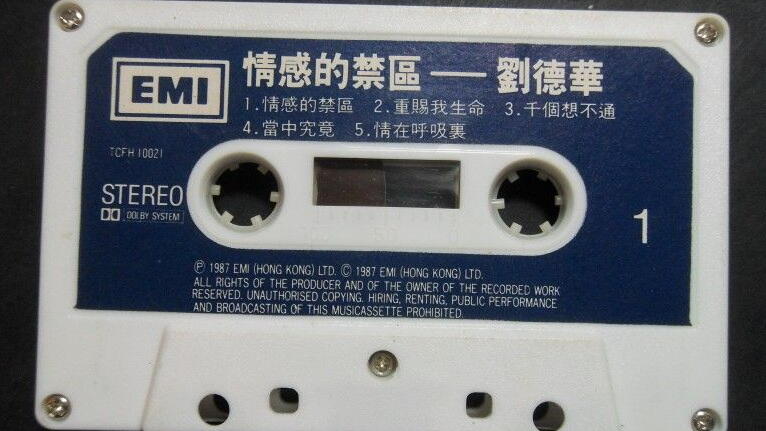 EMI
情感的禁區 — 劉德華
1.情感的禁區 2.重賜我生命 3.千個想不通
4.當中究竟 5.情在呼吸裏
TCFH 10021
STEREO
DOLBY SYSTEM
1
Ⓟ 1987 EMI (HONG KONG) LTD. © 1987 EMI (HONG KONG) LTD.
ALL RIGHTS OF THE PRODUCER AND OF THE OWNER OF THE RECORDED WORK
RESERVED. UNAUTHORISED COPYING. HIRING, RENTING, PUBLIC PERFORMANCE
AND BROADCASTING OF THIS MUSICASSETTE PROHIBITED.